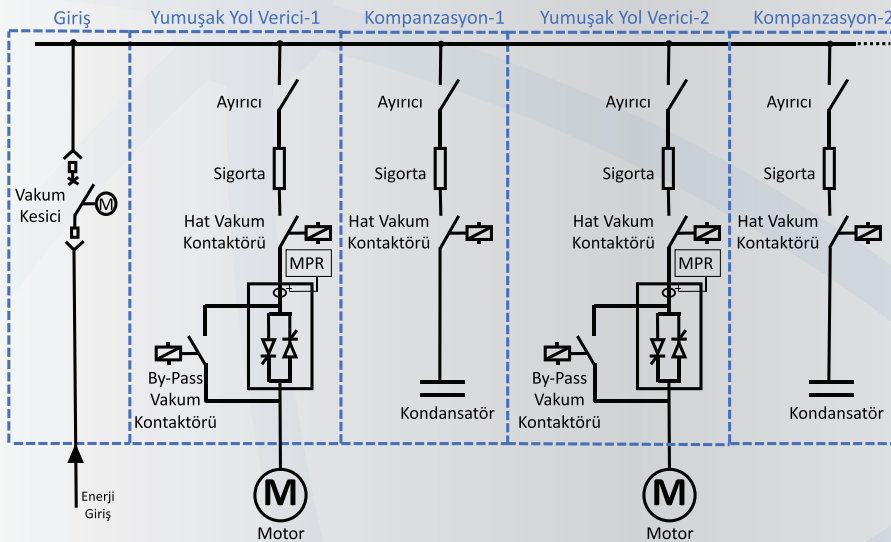 Giriş
Yumuşak Yol Verici-1
Kompanzasyon-1
Yumuşak Yol Verici-2
Kompanzasyon-2
Vakum
Kesici
M
Enerji
Giriş
Ayırıcı
Sigorta
Hat Vakum
Kontaktörü
MPR
By-Pass
Vakum
Kontaktörü
M
Motor
Ayırıcı
Sigorta
Hat Vakum
Kontaktörü
Kondansatör
Ayırıcı
Sigorta
Hat Vakum
Kontaktörü
MPR
By-Pass
Vakum
Kontaktörü
M
Motor
Ayırıcı
Sigorta
Hat Vakum
Kontaktörü
Kondansatör